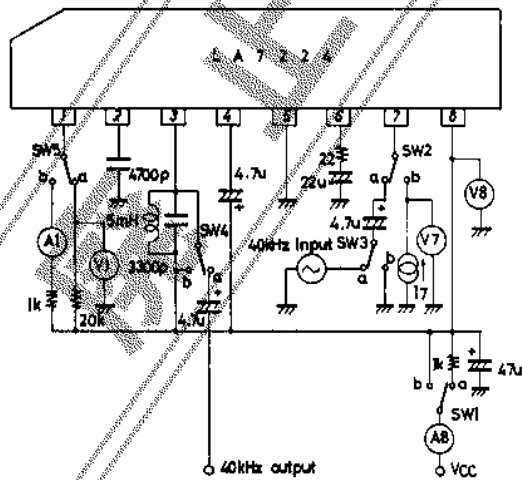 LA7224
1 2 3 4 5 6 7 8
SW5
b a
4700p
4.7u
+
22
22u
SW2
a b
V8
A1
V1
5mH
3300p
SW4
b a
4.7u
+
40kHz Input
SW3
a b
V7
I7
1k
20k
4.7u
1k
+
47u
b a
SW1
A8
40kHz output
VCC